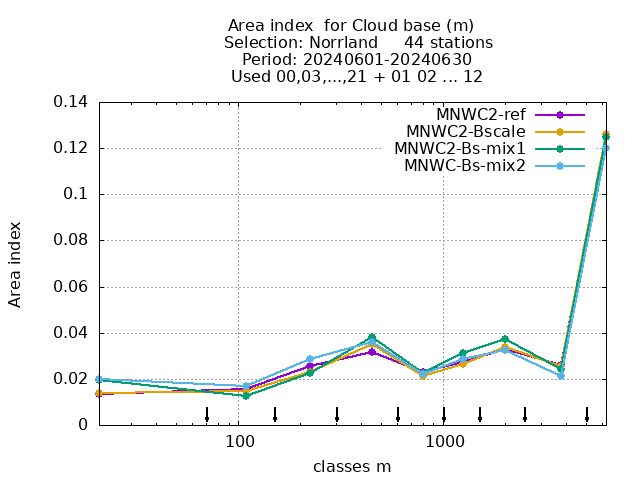 Area index  for Cloud base (m)
Selection: Norrland     44 stations
Period: 20240601-20240630
Used 00,03,...,21 + 01 02 ... 12
MNWC2-ref
MNWC2-Bscale
MNWC2-Bs-mix1
MNWC-Bs-mix2
0.14
0.12
0.1
0.08
0.06
0.04
0.02
0
Area index
100
1000
classes m